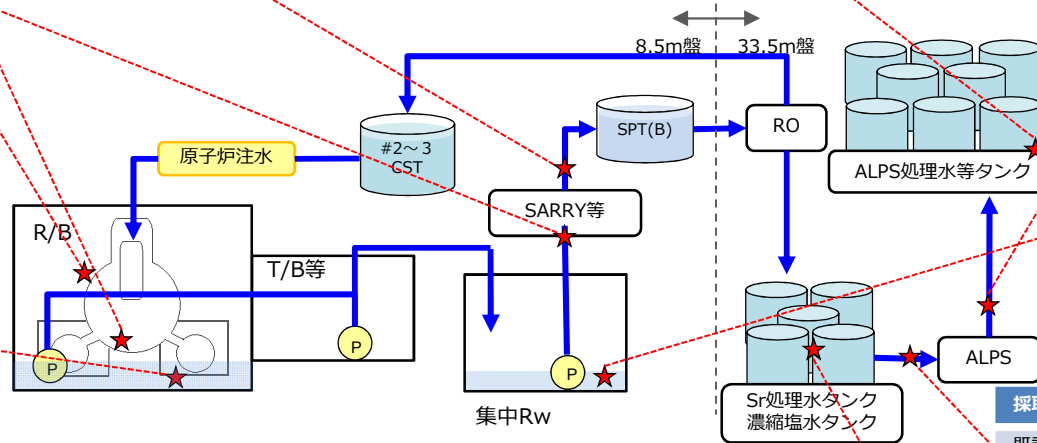 8.5m盤
33.5m盤
SPT(B)
RO
#2～3
CST
原子炉注水
ALPS処理水等タンク
SARRY等
R/B
T/B等
P
P
P
ALPS
Sr処理水タンク
濃縮塩水タンク
集中Rw